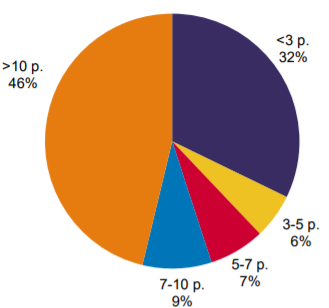 <3 p.
32%
>10 p.
46%
3-5 p.
6%
5-7 p.
7%
7-10 p.
9%